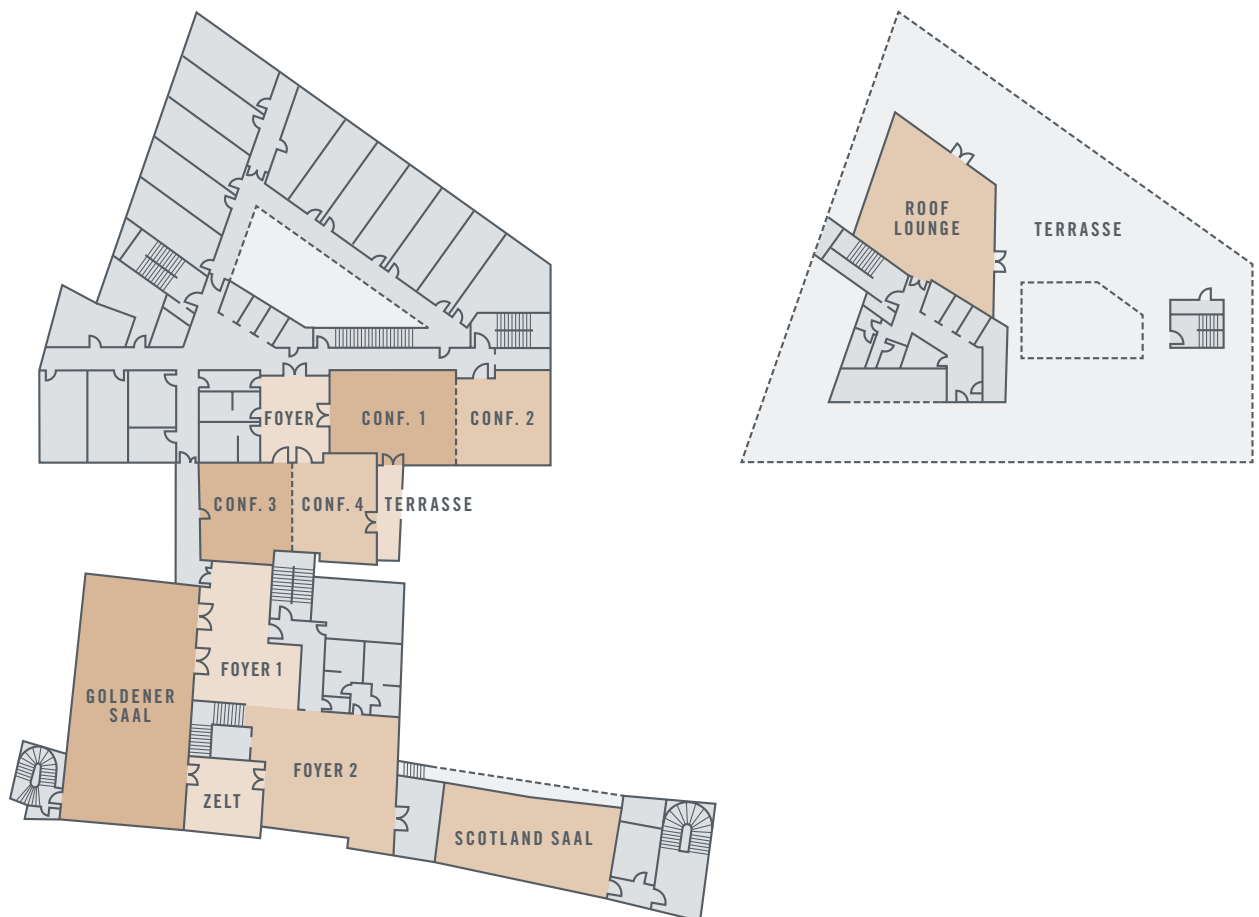 ROOF
LOUNGE
TERRASSE
FOYER
CONF. 1
CONF. 2
CONF. 3
CONF. 4
TERRASSE
FOYER 1
GOLDENER
SAAL
FOYER 2
ZELT
SCOTLAND SAAL